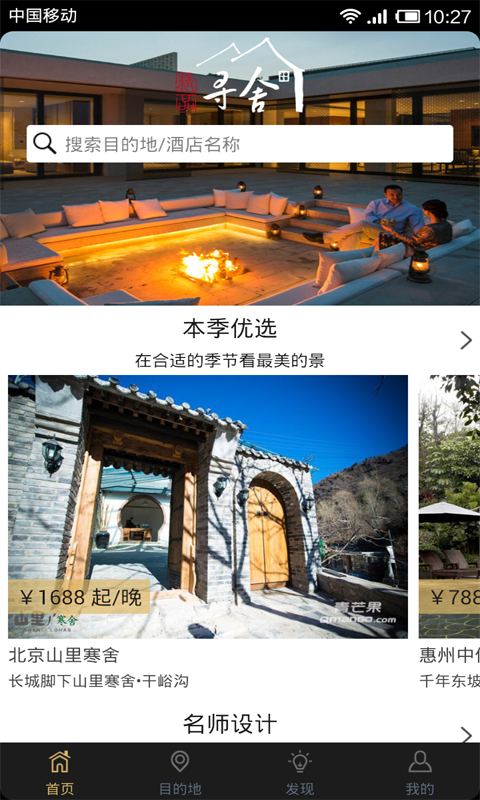 中国移动
10:27
寻舍
搜索目的地/酒店名称
本季优选
在合适的季节看最美的景
¥1688 起/晚
山里！寒舍
SHANLI LOHAS
青芒果
Qmango.com
¥788
北京山里寒舍
长城脚下山里寒舍•干峪沟
惠州中
千年东坡
名师设计
首页
目的地
发现
我的